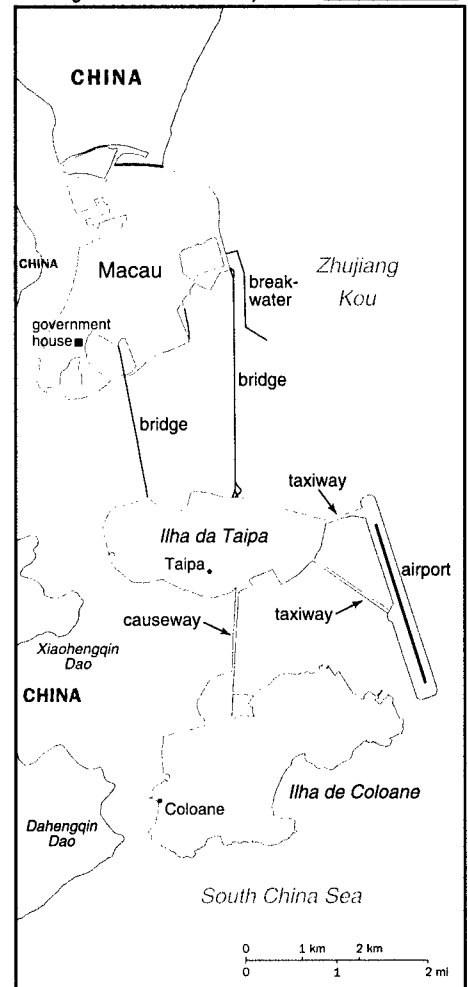 CHINA
CHINA
Macau
Zhujiang
Kou
break-
water
government
house
bridge
bridge
taxiway
Ilha da Taipa
Taipa
airport
causeway
taxiway
Xiaohengqin
Dao
CHINA
Ilha de Coloane
Coloane
Dahengqin
Dao
South China Sea
0 1 km 2 km
0 1 2 mi